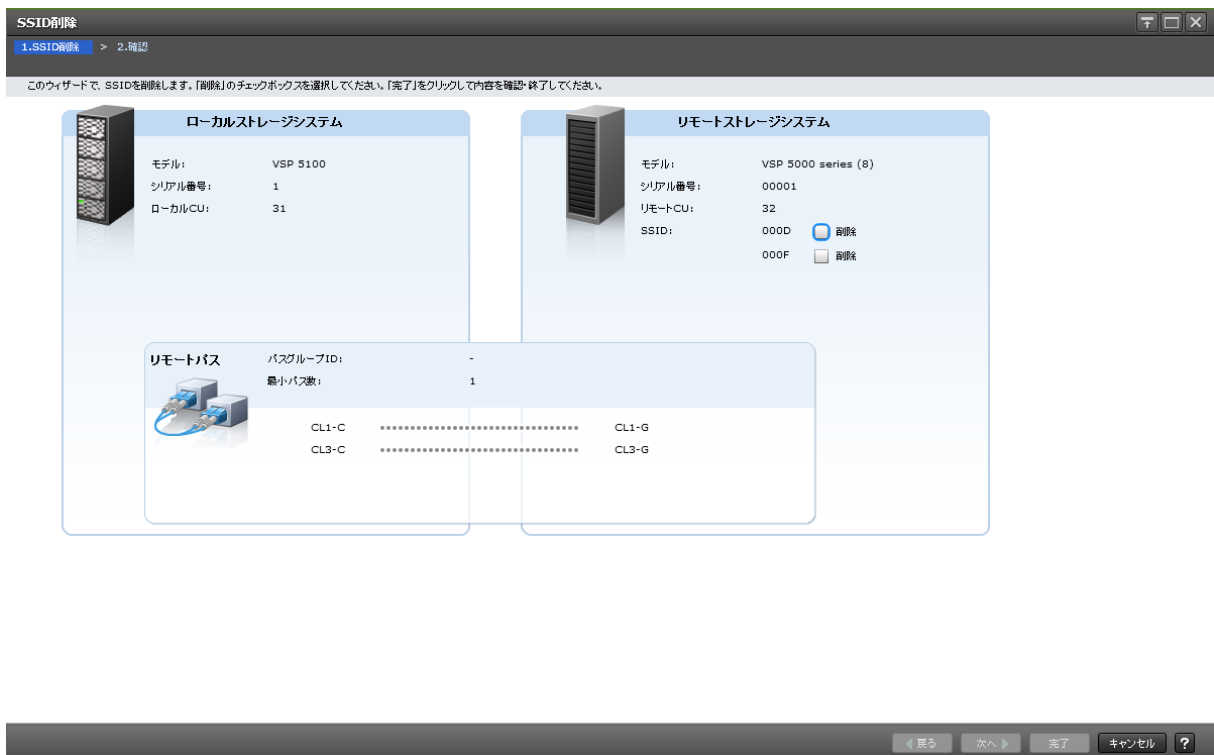 SSID削除
1.SSID削除 > 2.確認
このウィザードで、SSIDを削除します。「削除」のチェックボックスを選択してください。「完了」をクリックして内容を確認・終了してください。
ローカルストレージシステム
モデル: VSP 5100
シリアル番号: 1
ローカルCU: 31
リモートストレージシステム
モデル: VSP 5000 series (8)
シリアル番号: 00001
リモートCU: 32
SSID: 000D 削除
000F 削除
リモートパス
パスグループID: -
最小パス数: 1
CL1-C CL1-G
CL3-C CL3-G
戻る 次へ 完了 キャンセル ?